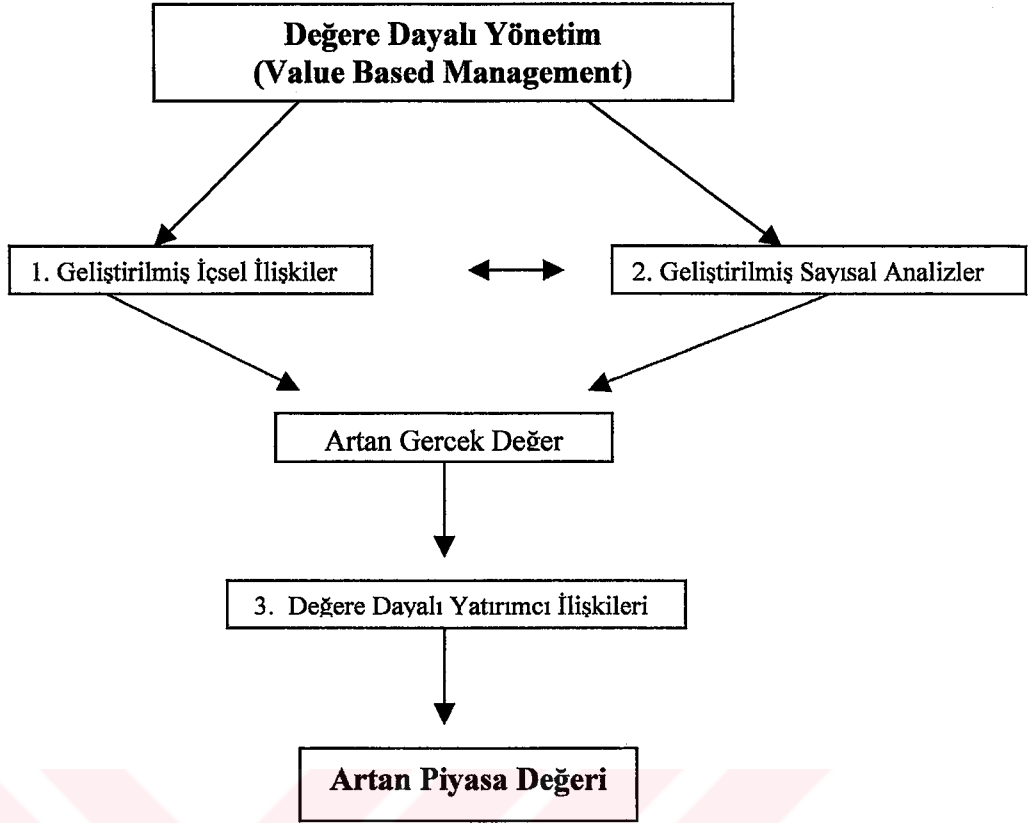 Değere Dayalı Yönetim
(Value Based Management)
1. Geliştirilmiş İçsel İlişkiler
2. Geliştirilmiş Sayısal Analizler
Artan Gercek Değer
3. Değere Dayalı Yatırımcı İlişkileri
Artan Piyasa Değeri